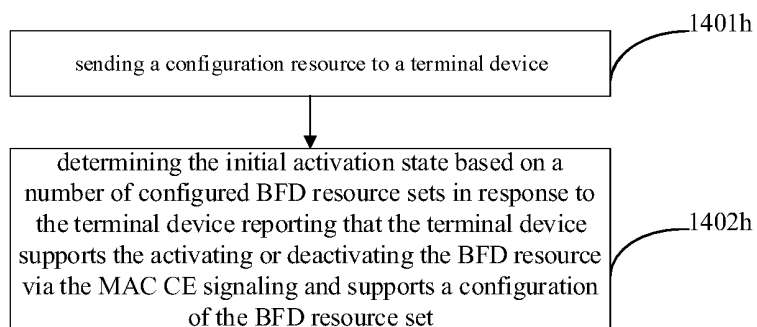 1401h
sending a configuration resource to a terminal device
determining the initial activation state based on a
number of configured BFD resource sets in response to
the terminal device reporting that the terminal device
supports the activating or deactivating the BFD resource
via the MAC CE signaling and supports a configuration
of the BFD resource set
1402h